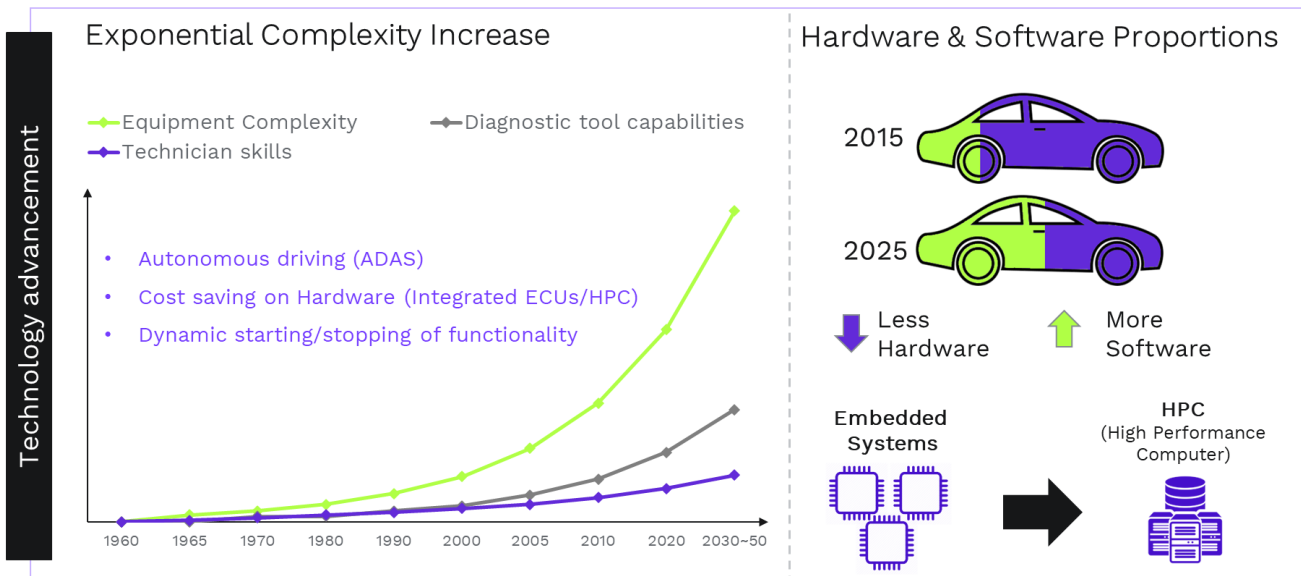 Technology advancement
Exponential Complexity Increase
Equipment Complexity
Diagnostic tool capabilities
Technician skills
• Autonomous driving (ADAS)
• Cost saving on Hardware (Integrated ECUs/HPC)
• Dynamic starting/stopping of functionality
1960 1965 1970 1980 1990 2000 2005 2010 2020 2030~50
Hardware & Software Proportions
2015
2025
Less
Hardware
More
Software
Embedded
Systems
HPC
(High Performance
Computer)